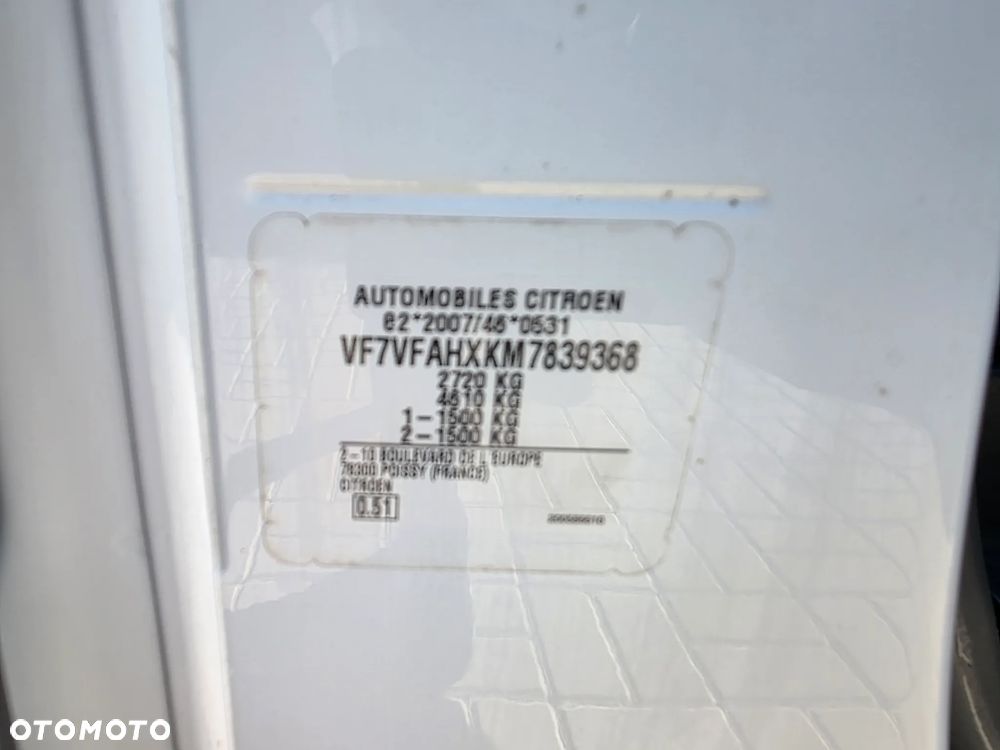 AUTOMOBILES CITROEN
e2*2007/46*0531
VF7VFAHXKM7839368
2720 KG
4610 KG
1-1500 KG
2-1500 KG
2-10 BOULEVARD DE L'EUROPE
78300 POISSY (FRANCE)
CITROEN
0.51
OTOMOTO